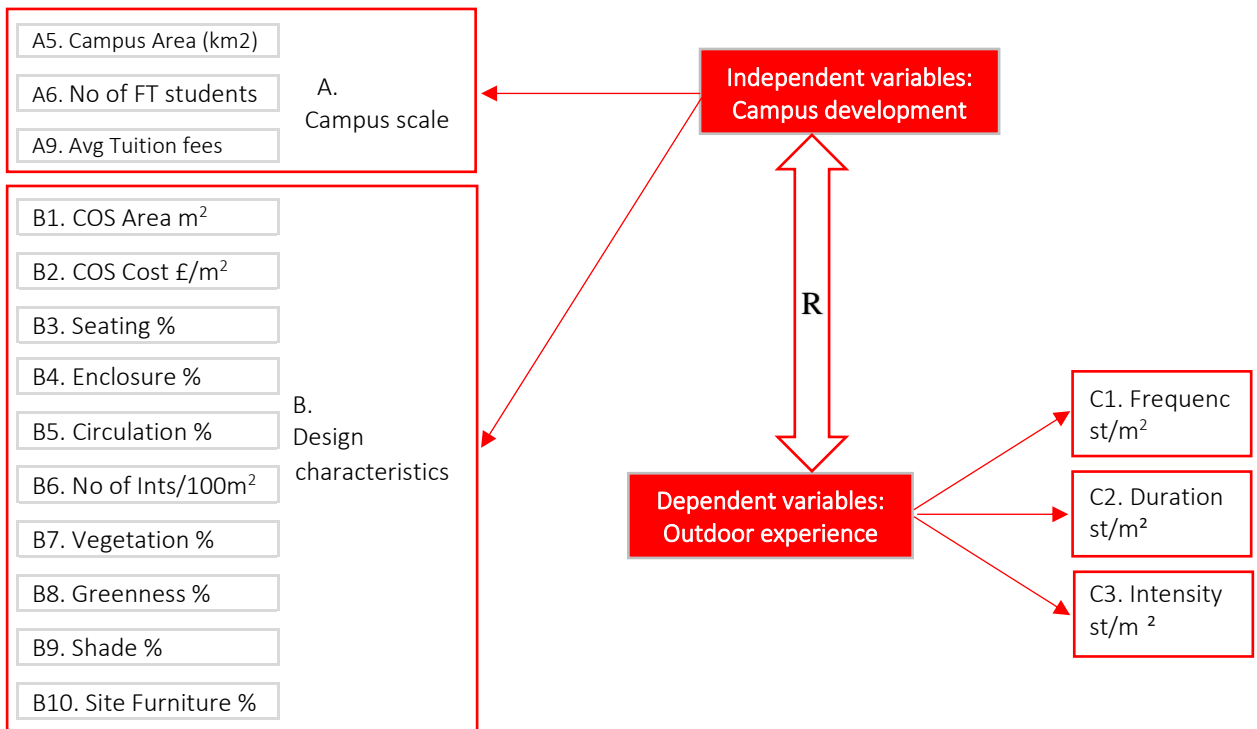 A5. Campus Area (km2)
A6. No of FT students
A9. Avg Tuition fees
A.
Campus scale
B1. COS Area m²
B2. COS Cost £/m²
B3. Seating %
B4. Enclosure %
B5. Circulation %
B6. No of Ints/100m²
B7. Vegetation %
B8. Greenness %
B9. Shade %
B10. Site Furniture %
B.
Design
characteristics
Independent variables:
Campus development
R
Dependent variables:
Outdoor experience
C1. Frequenc
st/m²
C2. Duration
st/m²
C3. Intensity
st/m ²